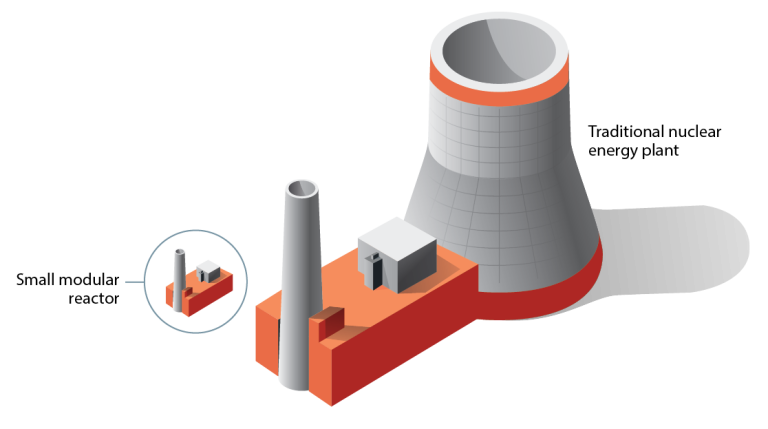 Traditional nuclear
energy plant
Small modular
reactor